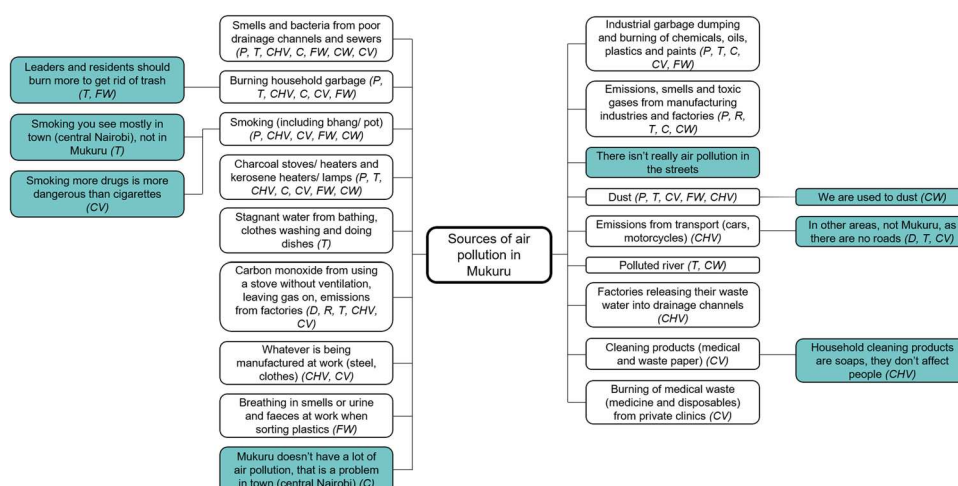 Smells and bacteria from poor
drainage channels and sewers
(P, T, CHV, C, FW, CW, CV)
Leaders and residents should
burn more to get rid of trash
(T, FW)
Burning household garbage (P,
T, CHV, C, CV, FW)
Smoking you see mostly in
town (central Nairobi), not in
Mukuru (T)
Smoking (including bhang/ pot)
(P, CHV, CV, FW, CW)
Smoking more drugs is more
dangerous than cigarettes
(CV)
Charcoal stoves/ heaters and
kerosene heaters/ lamps (P, T,
CHV, C, CV, FW, CW)
Stagnant water from bathing,
clothes washing and doing
dishes (T)
Carbon monoxide from using
a stove without ventilation,
leaving gas on, emissions
from factories (D, R, T, CHV,
CV)
Whatever is being
manufactured at work (steel,
clothes) (CHV, CV)
Breathing in smells or urine
and faeces at work when
sorting plastics (FW)
Mukuru doesn't have a lot of
air pollution, that is a problem
in town (central Nairobi) (C)
Sources of air
pollution in
Mukuru
Industrial garbage dumping
and burning of chemicals, oils,
plastics and paints (P, T, C,
CV, FW)
Emissions, smells and toxic
gases from manufacturing
industries and factories (P, R,
T, C, CW)
There isn't really air pollution in
the streets
Dust (P, T, CV, FW, CHV)
We are used to dust (CW)
Emissions from transport (cars,
motorcycles) (CHV)
In other areas, not Mukuru, as
there are no roads (D, T, CV)
Polluted river (T, CW)
Factories releasing their waste
water into drainage channels
(CHV)
Cleaning products (medical
and waste paper) (CV)
Household cleaning products
are soaps, they don't affect
people (CHV)
Burning of medical waste
(medicine and disposables)
from private clinics (CV)